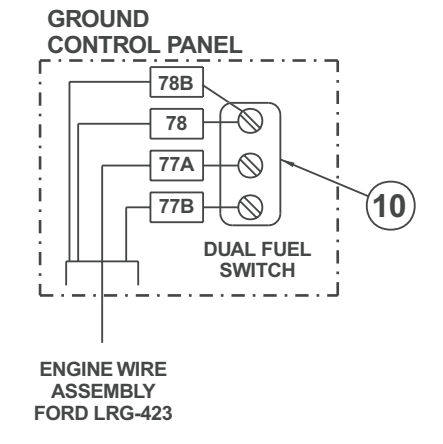 GROUND
CONTROL PANEL
78B
78
77A
77B
10
DUAL FUEL
SWITCH
ENGINE WIRE
ASSEMBLY
FORD LRG-423